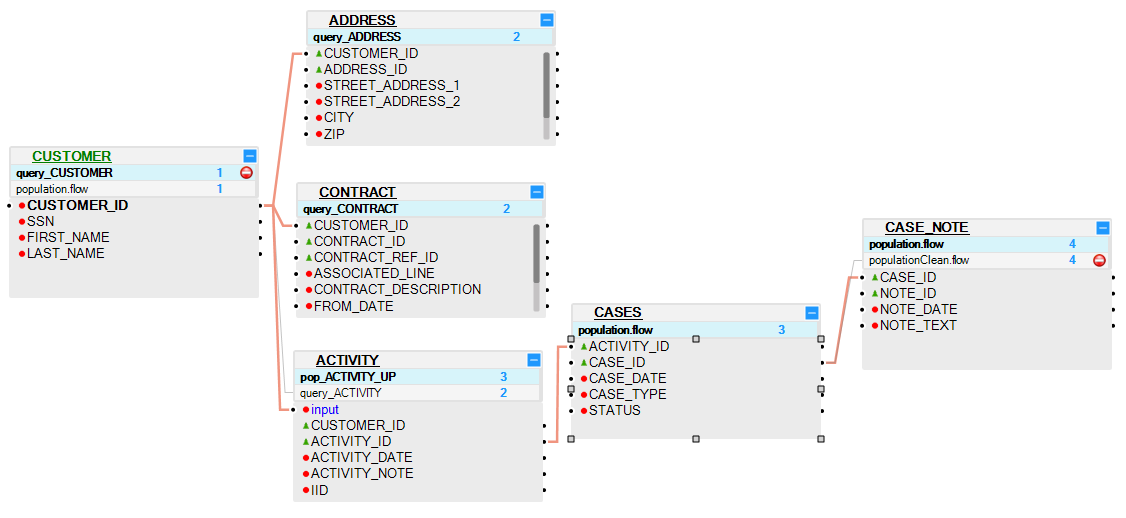 ADDRESS
query_ADDRESS 2
CUSTOMER_ID
ADDRESS_ID
STREET_ADDRESS_1
STREET_ADDRESS_2
CITY
ZIP
CUSTOMER
query_CUSTOMER 1
population.flow 1
CUSTOMER_ID
SSN
FIRST_NAME
LAST_NAME
CONTRACT
query_CONTRACT 2
CUSTOMER_ID
CONTRACT_ID
CONTRACT_REF_ID
ASSOCIATED_LINE
CONTRACT_DESCRIPTION
FROM_DATE
ACTIVITY
pop_ACTIVITY_UP 3
query_ACTIVITY 2
input
CUSTOMER_ID
ACTIVITY_ID
ACTIVITY_DATE
ACTIVITY_NOTE
IID
CASES
population.flow 3
ACTIVITY_ID
CASE_ID
CASE_DATE
CASE_TYPE
STATUS
CASE_NOTE
population.flow 4
populationClean.flow 4
CASE_ID
NOTE_ID
NOTE_DATE
NOTE_TEXT